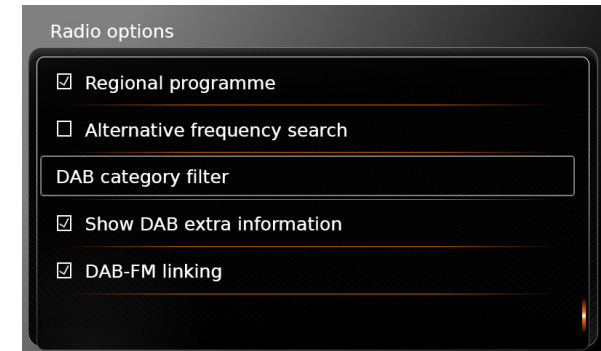 Radio options
Regional programme
Alternative frequency search
DAB category filter
Show DAB extra information
DAB-FM linking